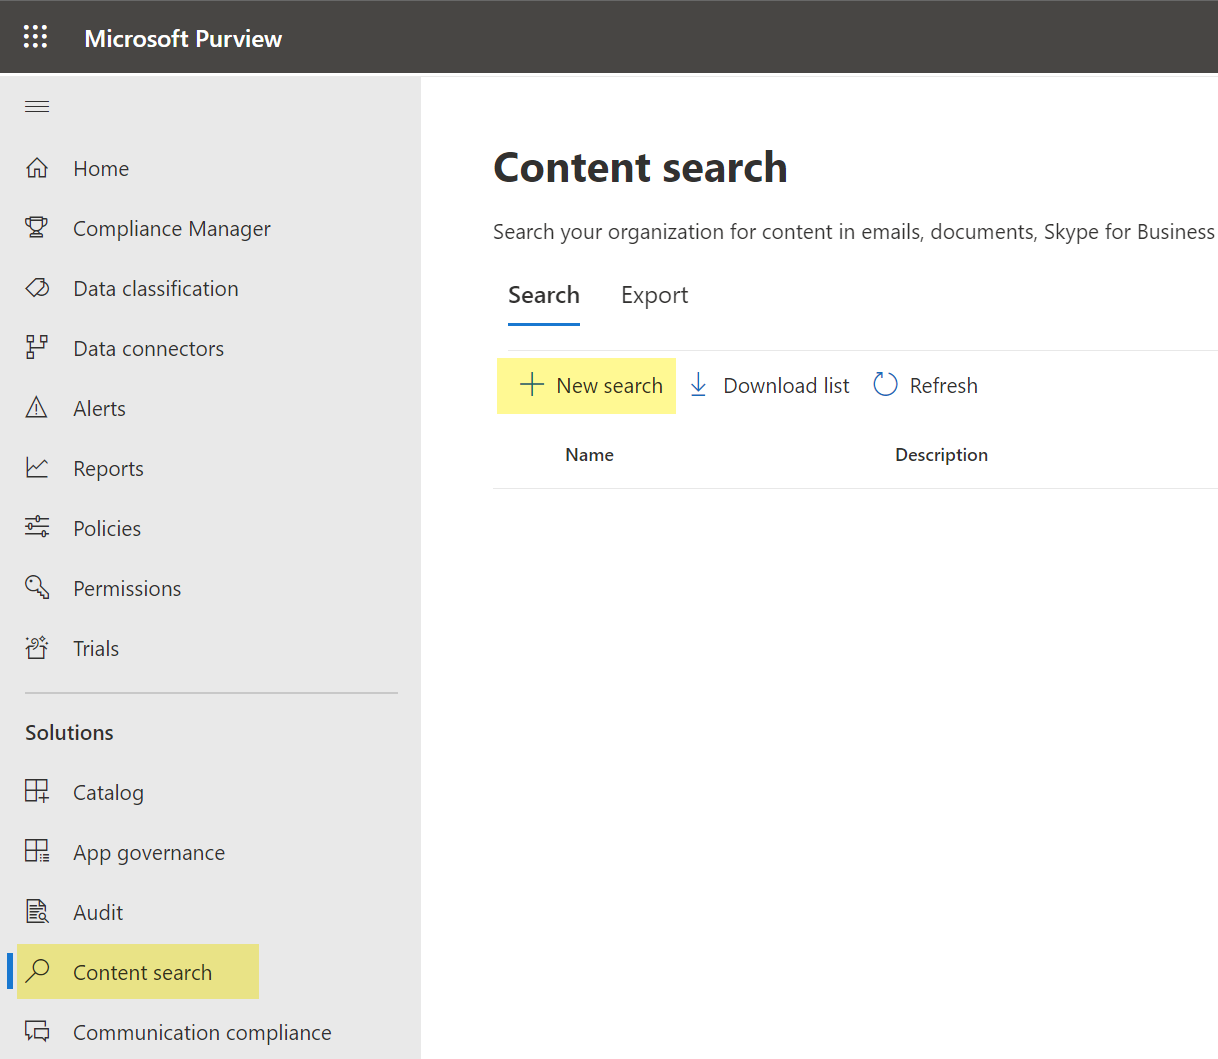 Microsoft Purview
Home
Compliance Manager
Data classification
Data connectors
Alerts
Reports
Policies
Permissions
Trials
Solutions
Catalog
App governance
Audit
Content search
Communication compliance
Content search
Search your organization for content in emails, documents, Skype for Business
Search Export
New search Download list Refresh
Name Description